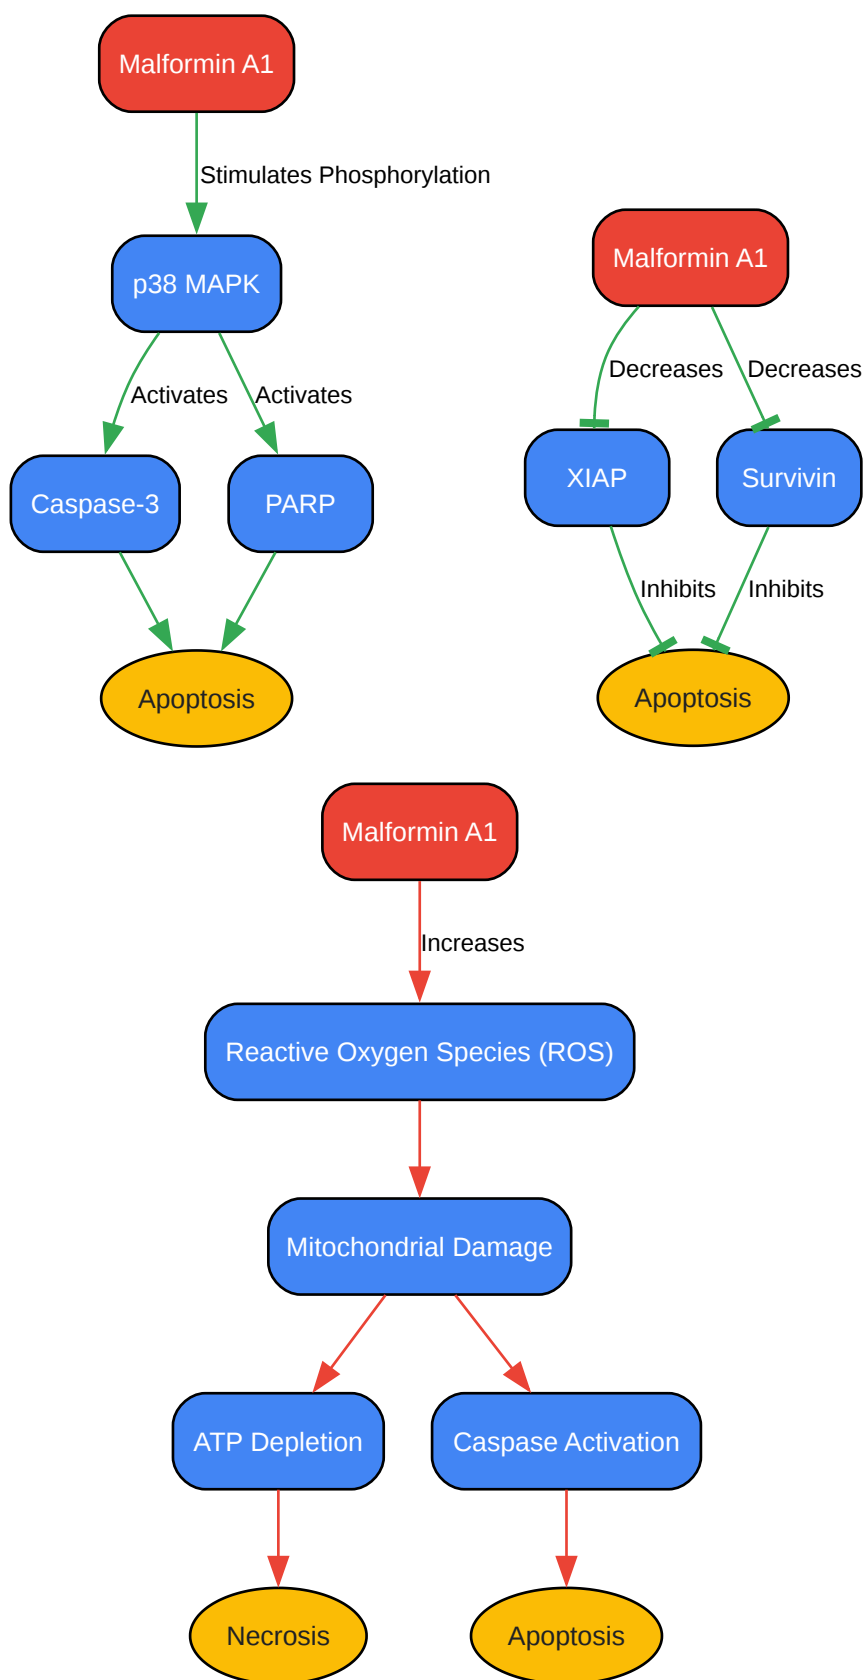 Malformin A1
Stimulates Phosphorylation
p38 MAPK
Activates
Activates
Caspase-3
PARP
Apoptosis
Malformin A1
Decreases
Decreases
XIAP
Survivin
Inhibits
Inhibits
Apoptosis
Malformin A1
Increases
Reactive Oxygen Species (ROS)
Mitochondrial Damage
ATP Depletion
Caspase Activation
Necrosis
Apoptosis